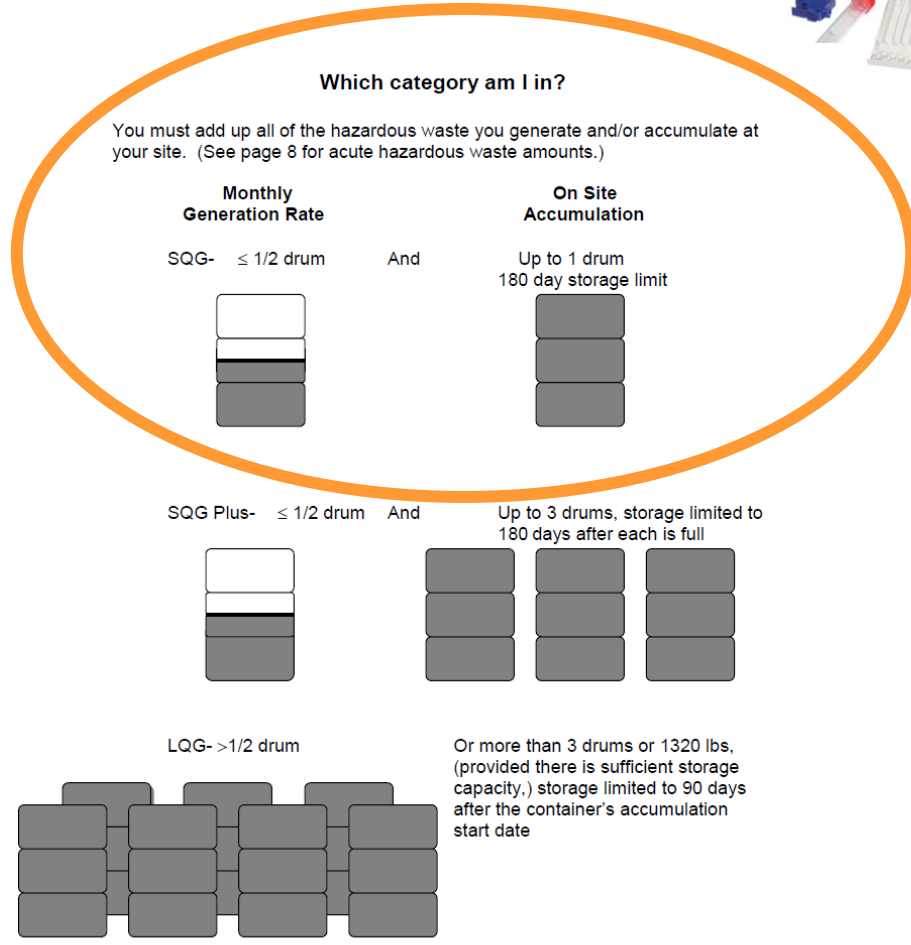 Which category am I in?
You must add up all of the hazardous waste you generate and/or accumulate at
your site.  (See page 8 for acute hazardous waste amounts.)
Monthly
Generation Rate
On Site
Accumulation
SQG-   ≤ 1/2 drum   And   Up to 1 drum
180 day storage limit
SQG Plus-   ≤ 1/2 drum   And   Up to 3 drums, storage limited to
180 days after each is full
LQG- >1/2 drum   Or more than 3 drums or 1320 lbs,
(provided there is sufficient storage
capacity,) storage limited to 90 days
after the container's accumulation
start date